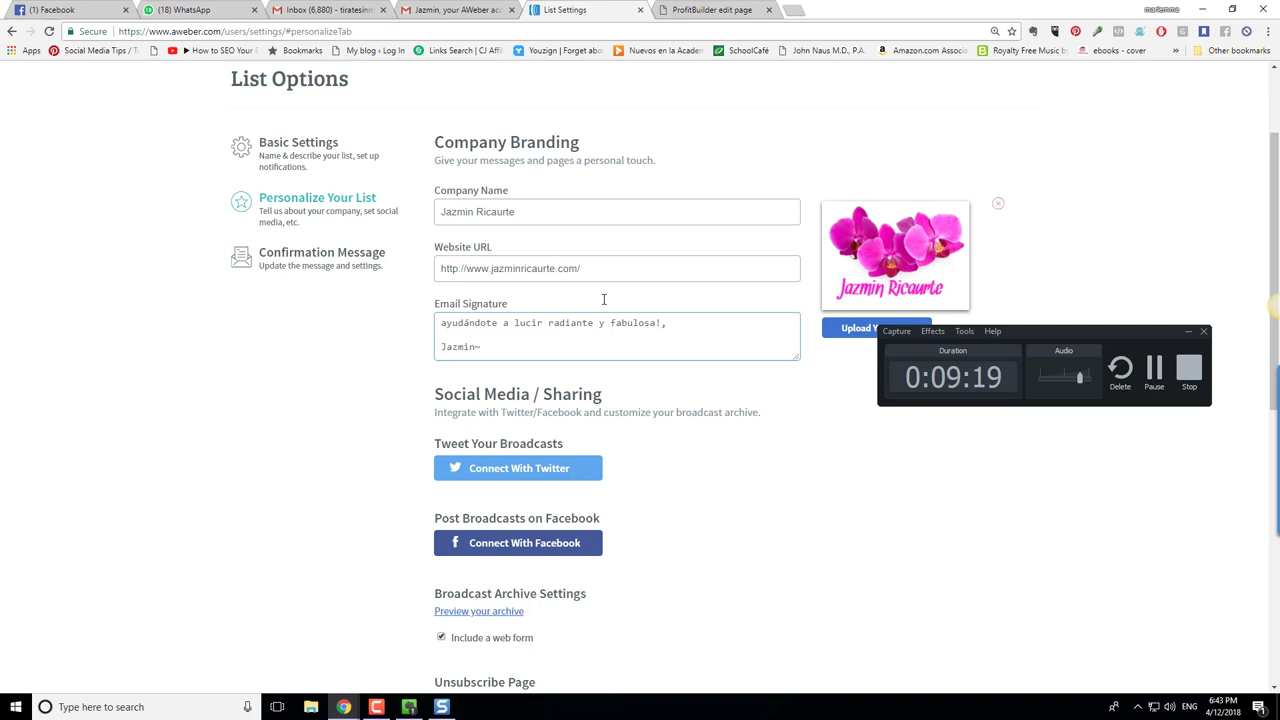 Facebook
(18) WhatsApp
Inbox (6,880) - tiratesinm
Jazmin, your AWeber acc
List Settings
ProfitBuilder edit page
mariemma
Secure
https://www.aweber.com/users/settings/#personalizeTab
Apps
Social Media Tips / To
► How to SEO Your E
Bookmarks
My blog ‹ Log In
Links Search | CJ Affili
Youzign | Forget abo
Nuevos en la Academ
SchoolCafé
John Naus M.D., P.A.
Amazon.com Associat
Royalty Free Music by
ebooks - cover
»
Other bookmarks
List Options
Basic Settings
Name & describe your list, set up
notifications.
Personalize Your List
Tell us about your company, set social
media, etc.
Confirmation Message
Update the message and settings.
Company Branding
Give your messages and pages a personal touch.
Company Name
Jazmin Ricaurte
Website URL
http://www.jazminricaurte.com/
Email Signature
ayudándote a lucir radiante y fabulosa!,
Jazmín~
Jazmin Ricaurte
Upload Y
Capture
Effects
Tools
Help
Duration
Audio
0:09:19
Delete
Pause
Stop
Social Media / Sharing
Integrate with Twitter/Facebook and customize your broadcast archive.
Tweet Your Broadcasts
Connect With Twitter
Post Broadcasts on Facebook
Connect With Facebook
Broadcast Archive Settings
Preview your archive
Include a web form
Unsubscribe Page
Type here to search
ENG
6:43 PM
4/12/2018